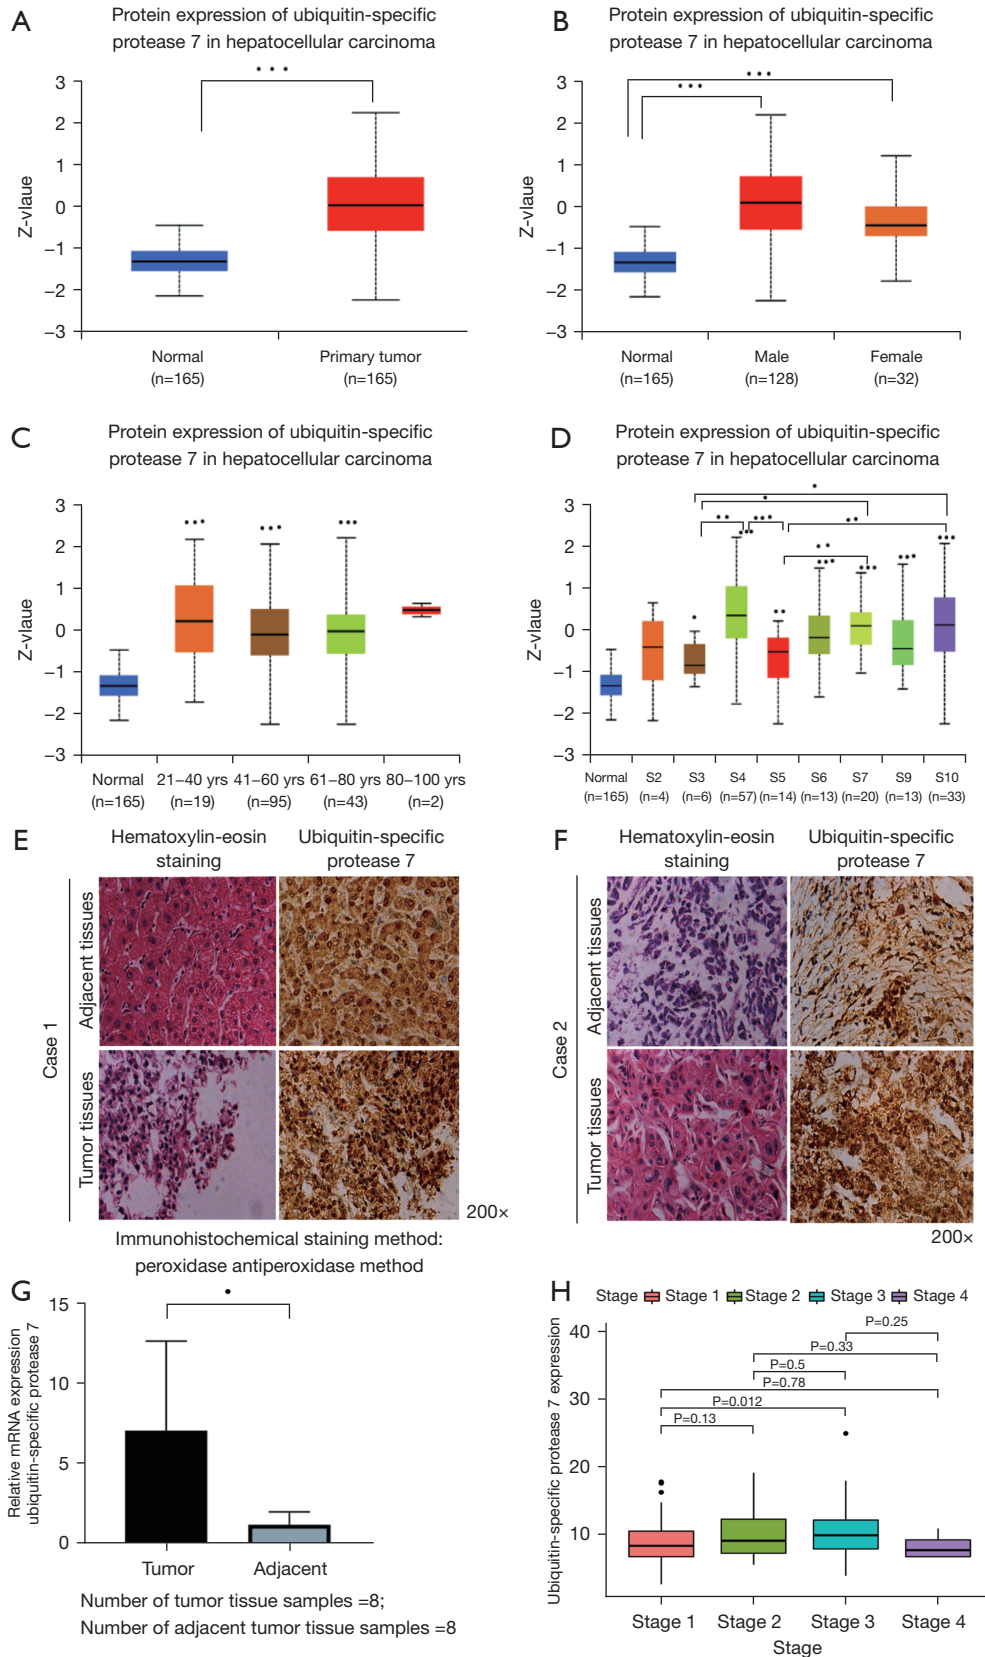 A
Protein expression of ubiquitin-specific
protease 7 in hepatocellular carcinoma
Z-vlaue
3
2
1
0
−1
−2
−3
Normal
(n=165)
Primary tumor
(n=165)
B
Protein expression of ubiquitin-specific
protease 7 in hepatocellular carcinoma
Z-vlaue
3
2
1
0
−1
−2
−3
Normal
(n=165)
Male
(n=128)
Female
(n=32)
C
Protein expression of ubiquitin-specific
protease 7 in hepatocellular carcinoma
Z-vlaue
3
2
1
0
−1
−2
−3
Normal
(n=165)
21−40 yrs
(n=19)
41−60 yrs
(n=95)
61−80 yrs
(n=43)
80−100 yrs
(n=2)
D
Protein expression of ubiquitin-specific
protease 7 in hepatocellular carcinoma
Z-vlaue
3
2
1
0
−1
−2
−3
Normal
(n=165)
S2
(n=4)
S3
(n=6)
S4
(n=57)
S5
(n=14)
S6
(n=13)
S7
(n=20)
S9
(n=13)
S10
(n=33)
E
Hematoxylin-eosin
staining
Ubiquitin-specific
protease 7
Case 1
Adjacent tissues
Tumor tissues
200×
Immunohistochemical staining method:
peroxidase antiperoxidase method
F
Hematoxylin-eosin
staining
Ubiquitin-specific
protease 7
Case 2
Adjacent tissues
Tumor tissues
200×
G
Relative mRNA expression
ubiquitin-specific protease 7
15
10
5
0
Tumor
Adjacent
Number of tumor tissue samples =8;
Number of adjacent tumor tissue samples =8
H
Stage Stage 1 Stage 2 Stage 3 Stage 4
Ubiquitin-specific protease 7 expression
40
30
20
10
P=0.25
P=0.33
P=0.5
P=0.78
P=0.012
P=0.13
Stage 1
Stage 2
Stage 3
Stage 4
Stage